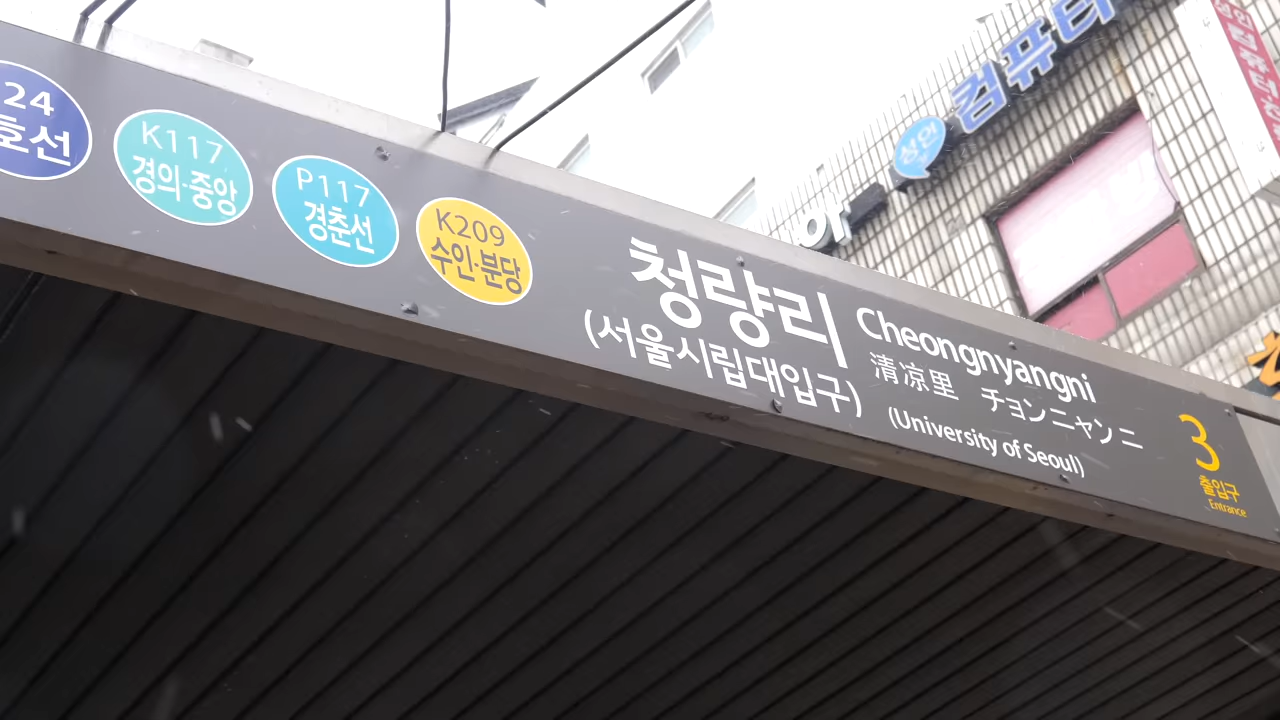 24
호선
K117
경의·중앙
P117
경춘선
K209
수인·분당
청량리
(서울시립대입구)
Cheongnyangni
清凉里 チョンニャンニ
(University of Seoul)
3
출입구
Entrance
성인
컴퓨터